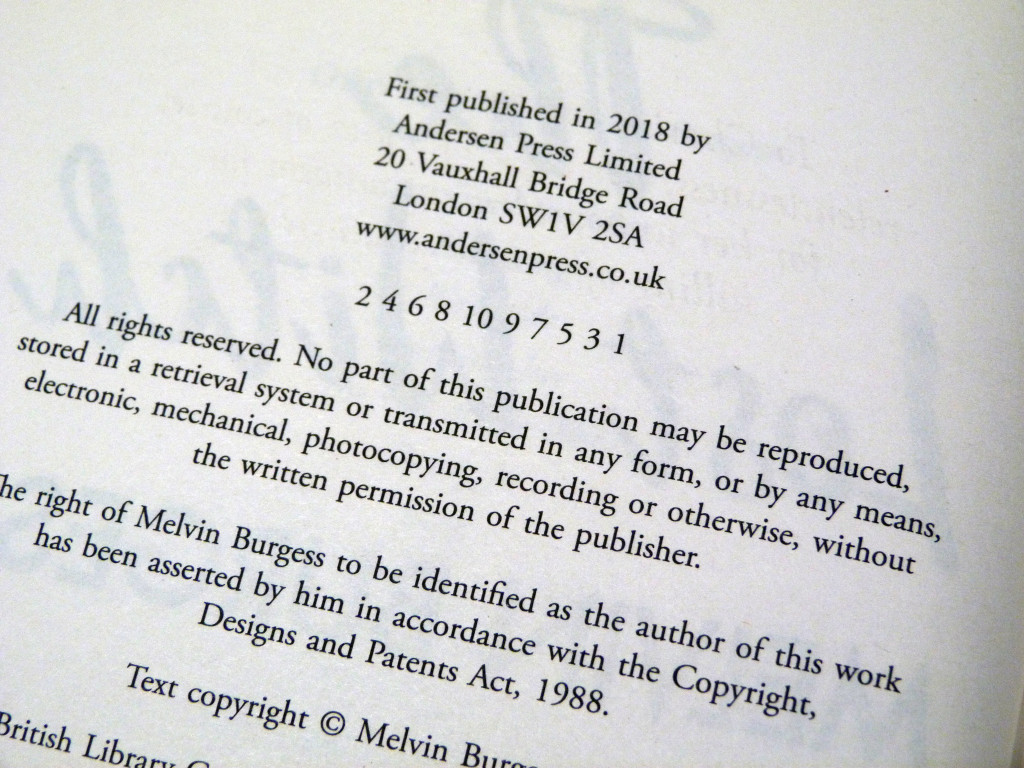 First published in 2018 by
Andersen Press Limited
20 Vauxhall Bridge Road
London SW1V 2SA
www.andersenpress.co.uk
2 4 6 8 10 9 7 5 3 1
All rights reserved. No part of this publication may be reproduced,
stored in a retrieval system or transmitted in any form, or by any means,
electronic, mechanical, photocopying, recording or otherwise, without
the written permission of the publisher.
The right of Melvin Burgess to be identified as the author of this work
has been asserted by him in accordance with the Copyright,
Designs and Patents Act, 1988.
Text copyright © Melvin Burge
British Library